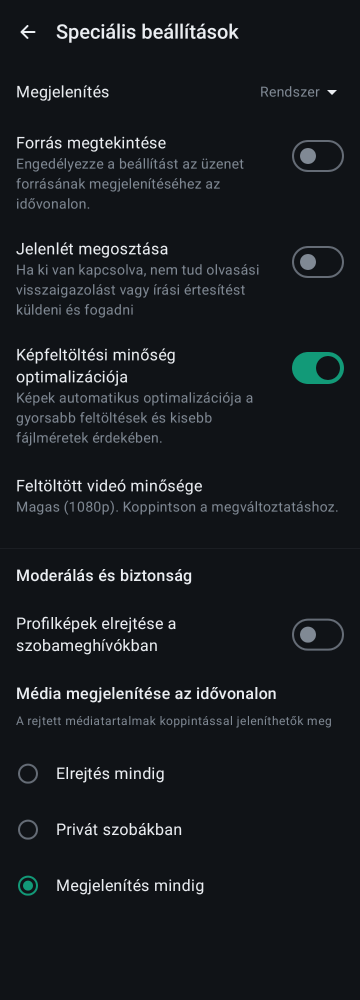 Speciális beállítások
Megjelenítés
Rendszer
Forrás megtekintése
Engedélyezze a beállítást az üzenet
forrásának megjelenítéséhez az
idővonalon.
Jelenlét megosztása
Ha ki van kapcsolva, nem tud olvasási
visszaigazolást vagy írási értesítést
küldeni és fogadni
Képfeltöltési minőség
optimalizációja
Képek automatikus optimalizációja a
gyorsabb feltöltések és kisebb
fájlméretek érdekében.
Feltöltött videó minősége
Magas (1080p). Koppintson a megváltoztatáshoz.
Moderálás és biztonság
Profilképek elrejtése a
szobameghívókban
Média megjelenítése az idővonalon
A rejtett médiatartalmak koppintással jeleníthetők meg
Elrejtés mindig
Privát szobákban
Megjelenítés mindig